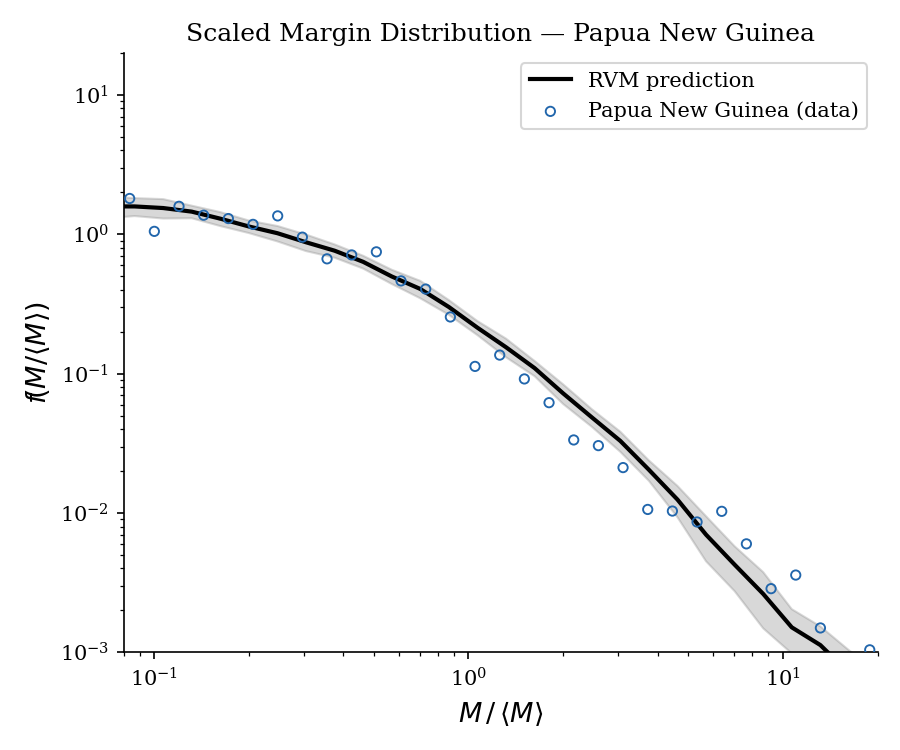 Scaled Margin Distribution — Papua New Guinea
RVM prediction
Papua New Guinea (data)
10¹
10⁰
10⁻¹
10⁻²
10⁻³
f(M/⟨M⟩)
10⁻¹
10⁰
10¹
M / ⟨M⟩